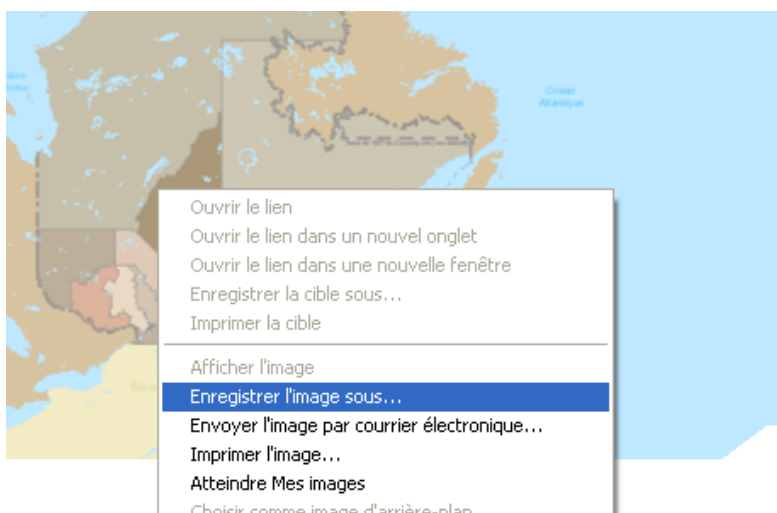 Océan
Atlantique
Ouvrir le lien
Ouvrir le lien dans un nouvel onglet
Ouvrir le lien dans une nouvelle fenêtre
Enregistrer la cible sous...
Imprimer la cible
Afficher l'image
Enregistrer l'image sous...
Envoyer l'image par courrier électronique...
Imprimer l'image...
Atteindre Mes images
Choisir comme image d'arrière-plan